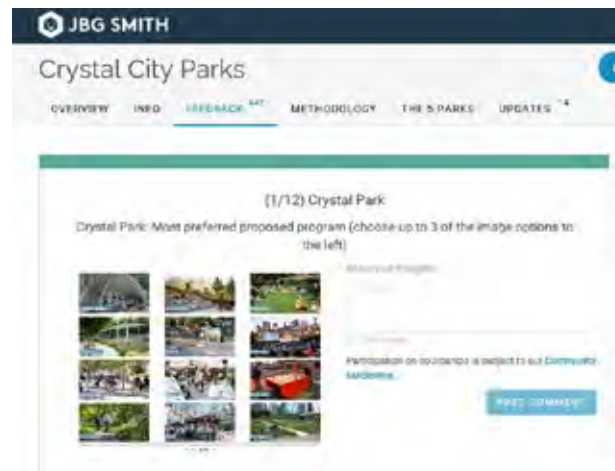 JBG SMITH
Crystal City Parks
OVERVIEW INFO FEEDBACK METHODOLOGY THE 5 PARKS UPDATES
(1/12) Crystal Park
Crystal Park: Most preferred proposed program (choose up to 3 of the image options to
the left)
Participation on is subject to our Community
POST COMMENT